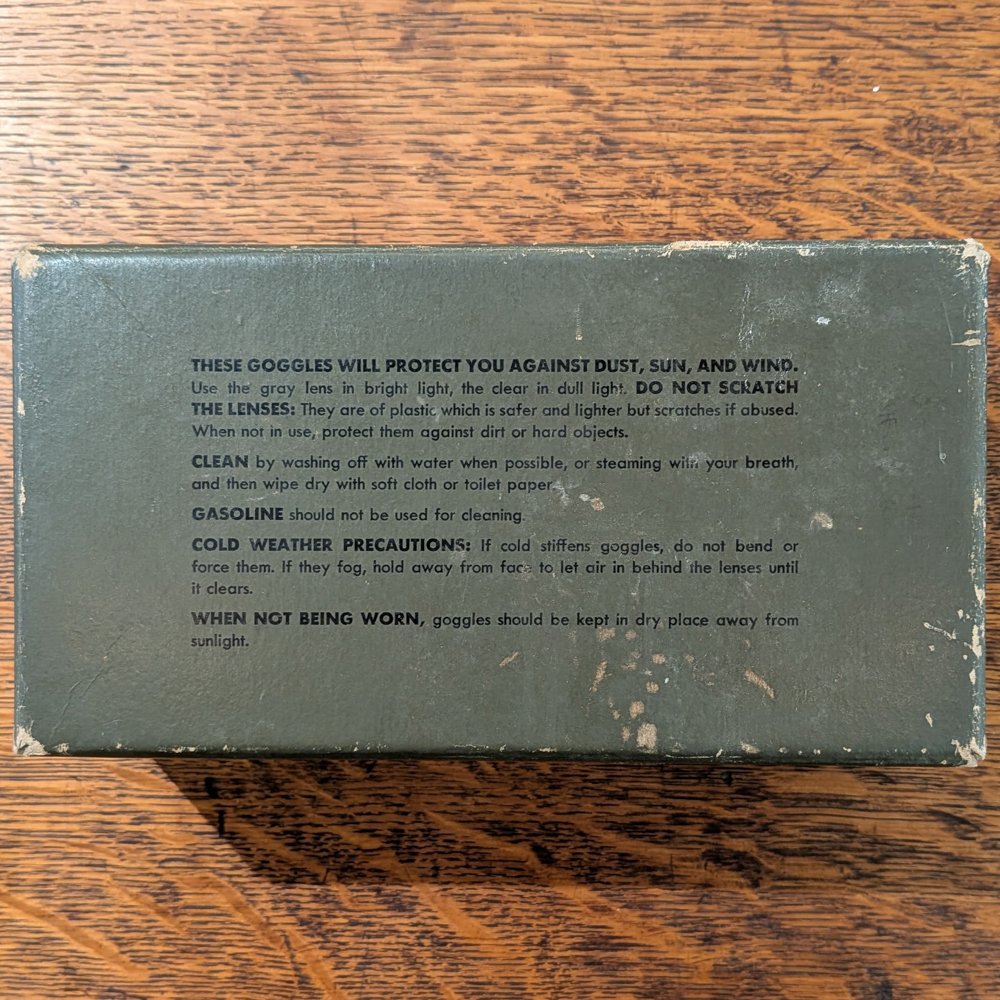 THESE GOGGLES WILL PROTECT YOU AGAINST DUST, SUN, AND WIND.
Use the gray lens in bright light, the clear in dull light. DO NOT SCRATCH
THE LENSES: They are of plastic which is safer and lighter but scratches if abused.
When not in use, protect them against dirt or hard objects.
CLEAN by washing off with water when possible, or steaming with your breath,
and then wipe dry with soft cloth or toilet paper.
GASOLINE should not be used for cleaning.
COLD WEATHER PRECAUTIONS: If cold stiffens goggles, do not bend or
force them. If they fog, hold away from face to let air in behind the lenses until
it clears.
WHEN NOT BEING WORN, goggles should be kept in dry place away from
sunlight.